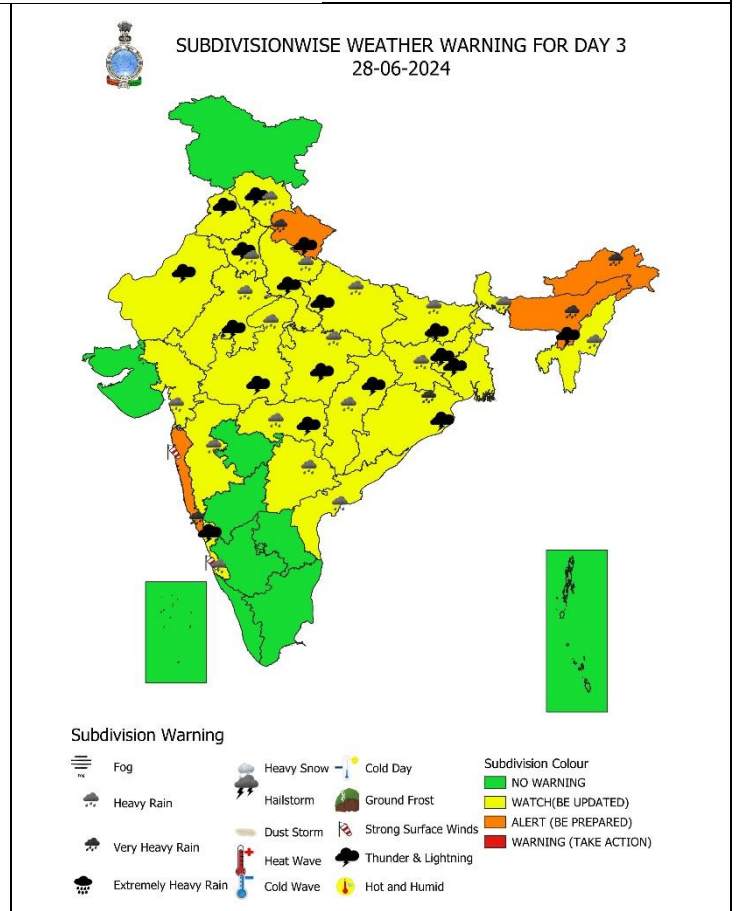 SUBDIVISIONWISE WEATHER WARNING FOR DAY 3
28-06-2024
Subdivision Warning
Fog
Heavy Rain
Very Heavy Rain
Extremely Heavy Rain
Heavy Snow
Hailstorm
Dust Storm
Heat Wave
Cold Wave
Cold Day
Ground Frost
Strong Surface Winds
Thunder & Lightning
Hot and Humid
Subdivision Colour
NO WARNING
WATCH(BE UPDATED)
ALERT (BE PREPARED)
WARNING (TAKE ACTION)